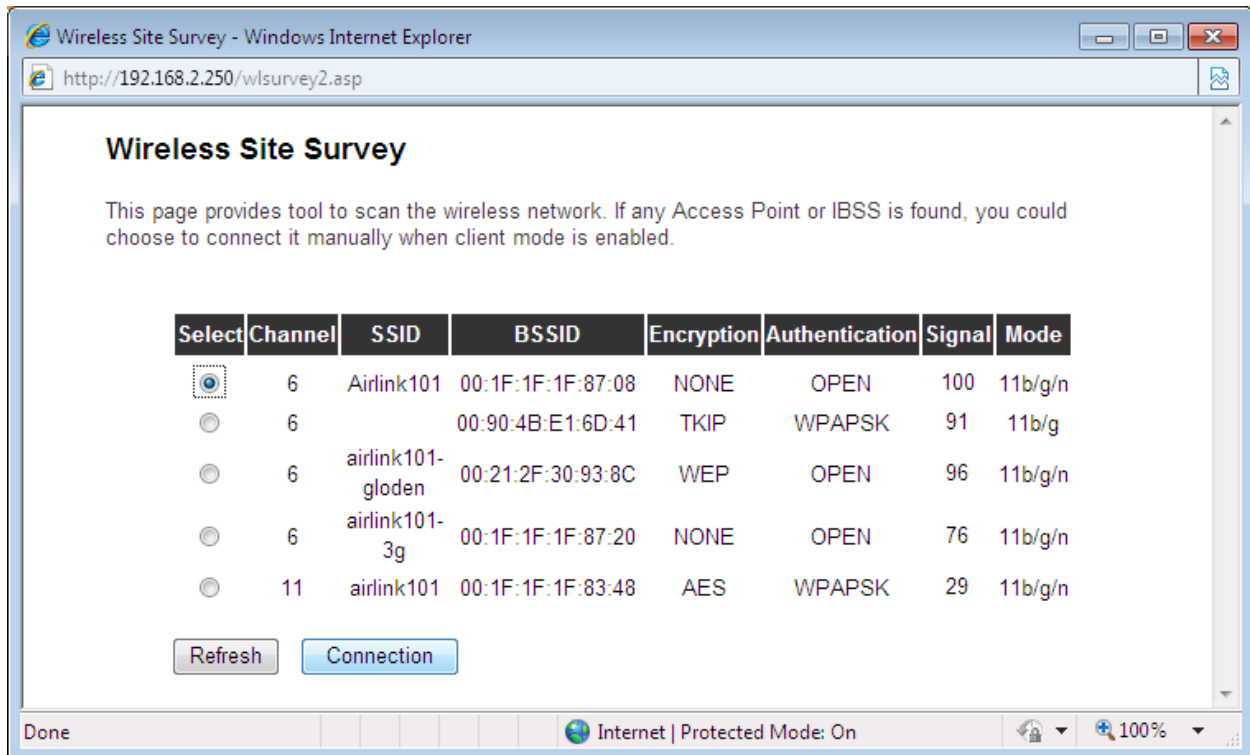 Wireless Site Survey - Windows Internet Explorer
http://192.168.2.250/wlsurvey2.asp
Wireless Site Survey
This page provides tool to scan the wireless network. If any Access Point or IBSS is found, you could
choose to connect it manually when client mode is enabled.
Select Channel SSID BSSID Encryption Authentication Signal Mode
6 Airlink101 00:1F:1F:1F:87:08 NONE OPEN 100 11b/g/n
6 00:90:4B:E1:6D:41 TKIP WPAPSK 91 11b/g
6 airlink101-gloden 00:21:2F:30:93:8C WEP OPEN 96 11b/g/n
6 airlink101-3g 00:1F:1F:1F:87:20 NONE OPEN 76 11b/g/n
11 airlink101 00:1F:1F:1F:83:48 AES WPAPSK 29 11b/g/n
Refresh Connection
Done Internet | Protected Mode: On 100%